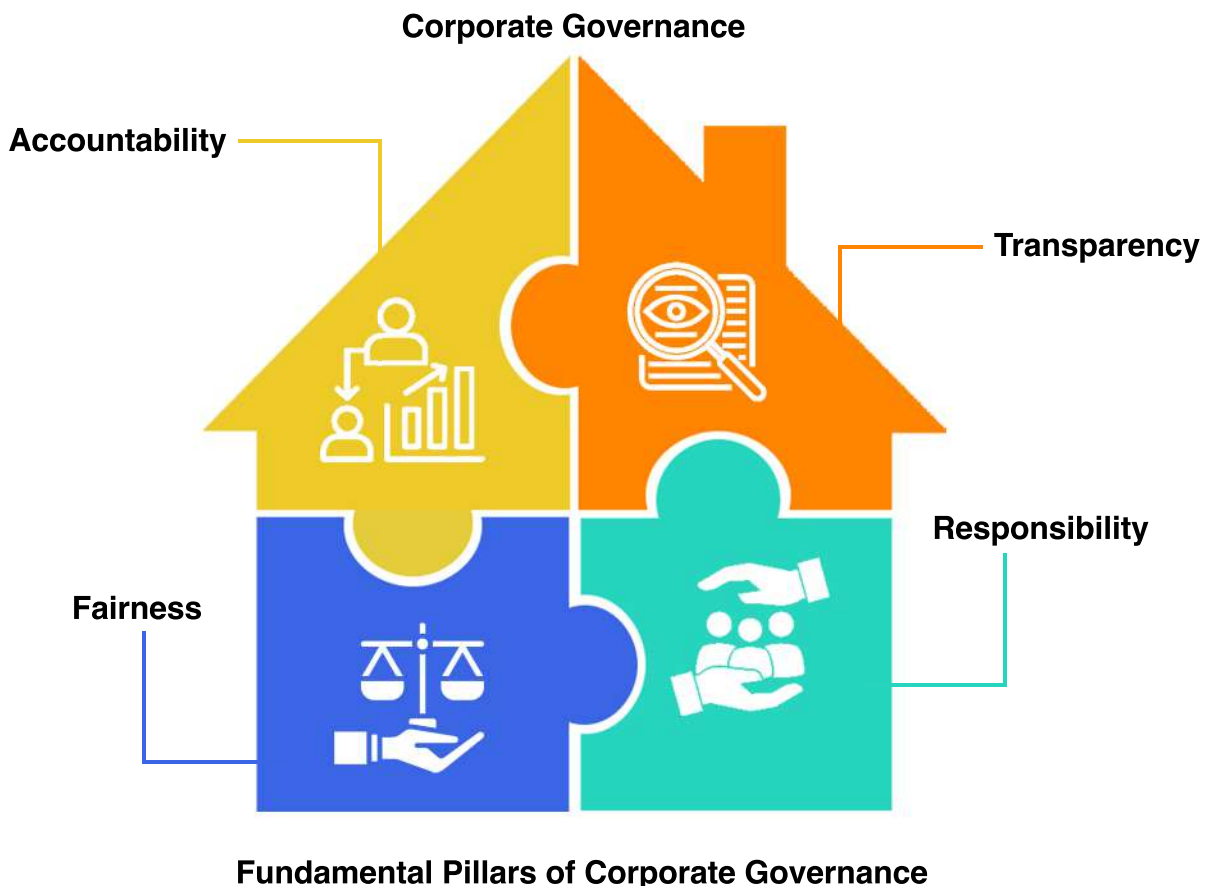 Corporate Governance
Accountability
Transparency
Responsibility
Fairness
Fundamental Pillars of Corporate Governance